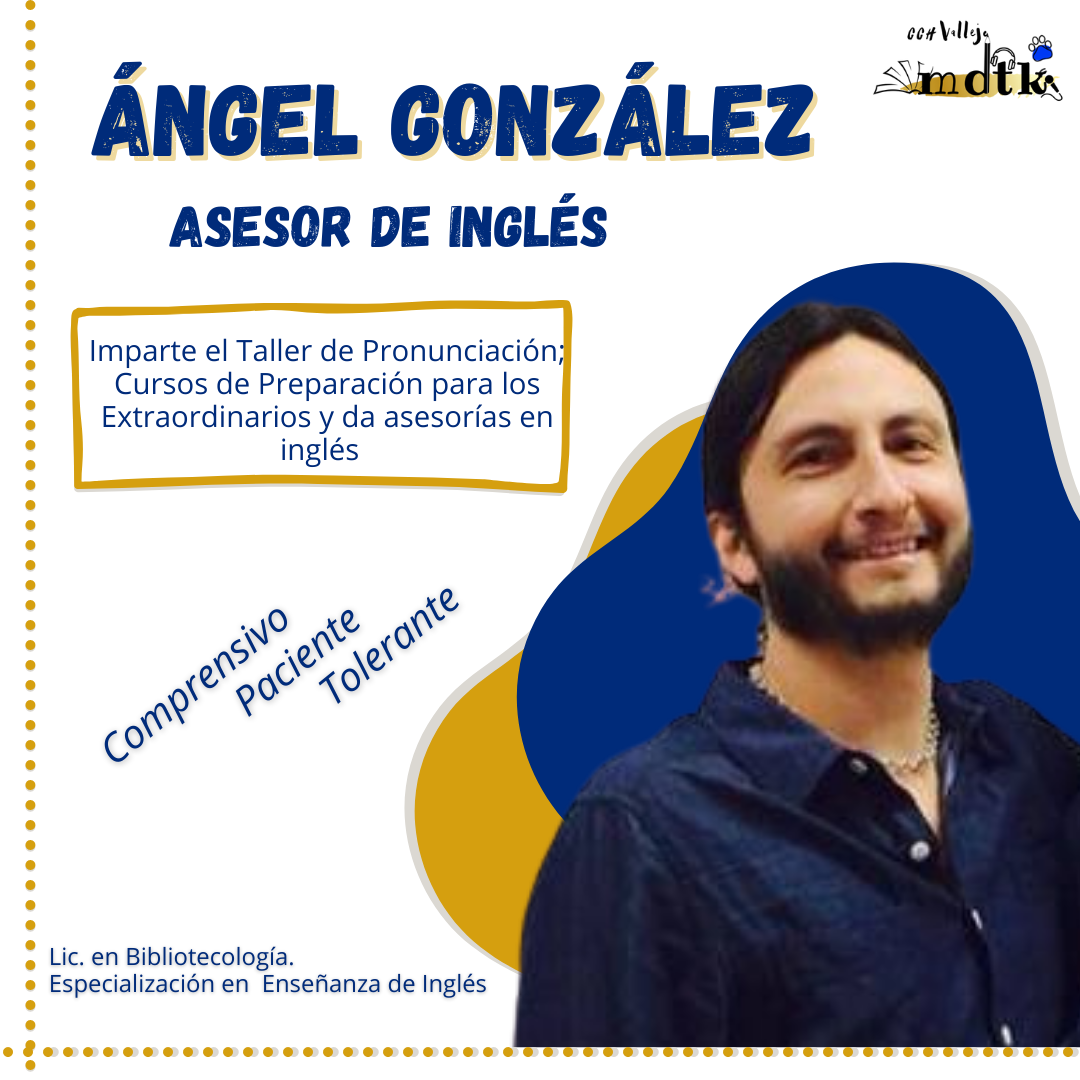 CCH Vallejo
mdtk
ÁNGEL GONZÁLEZ
ASESOR DE INGLÉS
Imparte el Taller de Pronunciación;
Cursos de Preparación para los
Extraordinarios y da asesorías en
inglés
Comprensivo
Paciente
Tolerante
Lic. en Bibliotecología.
Especialización en Enseñanza de Inglés